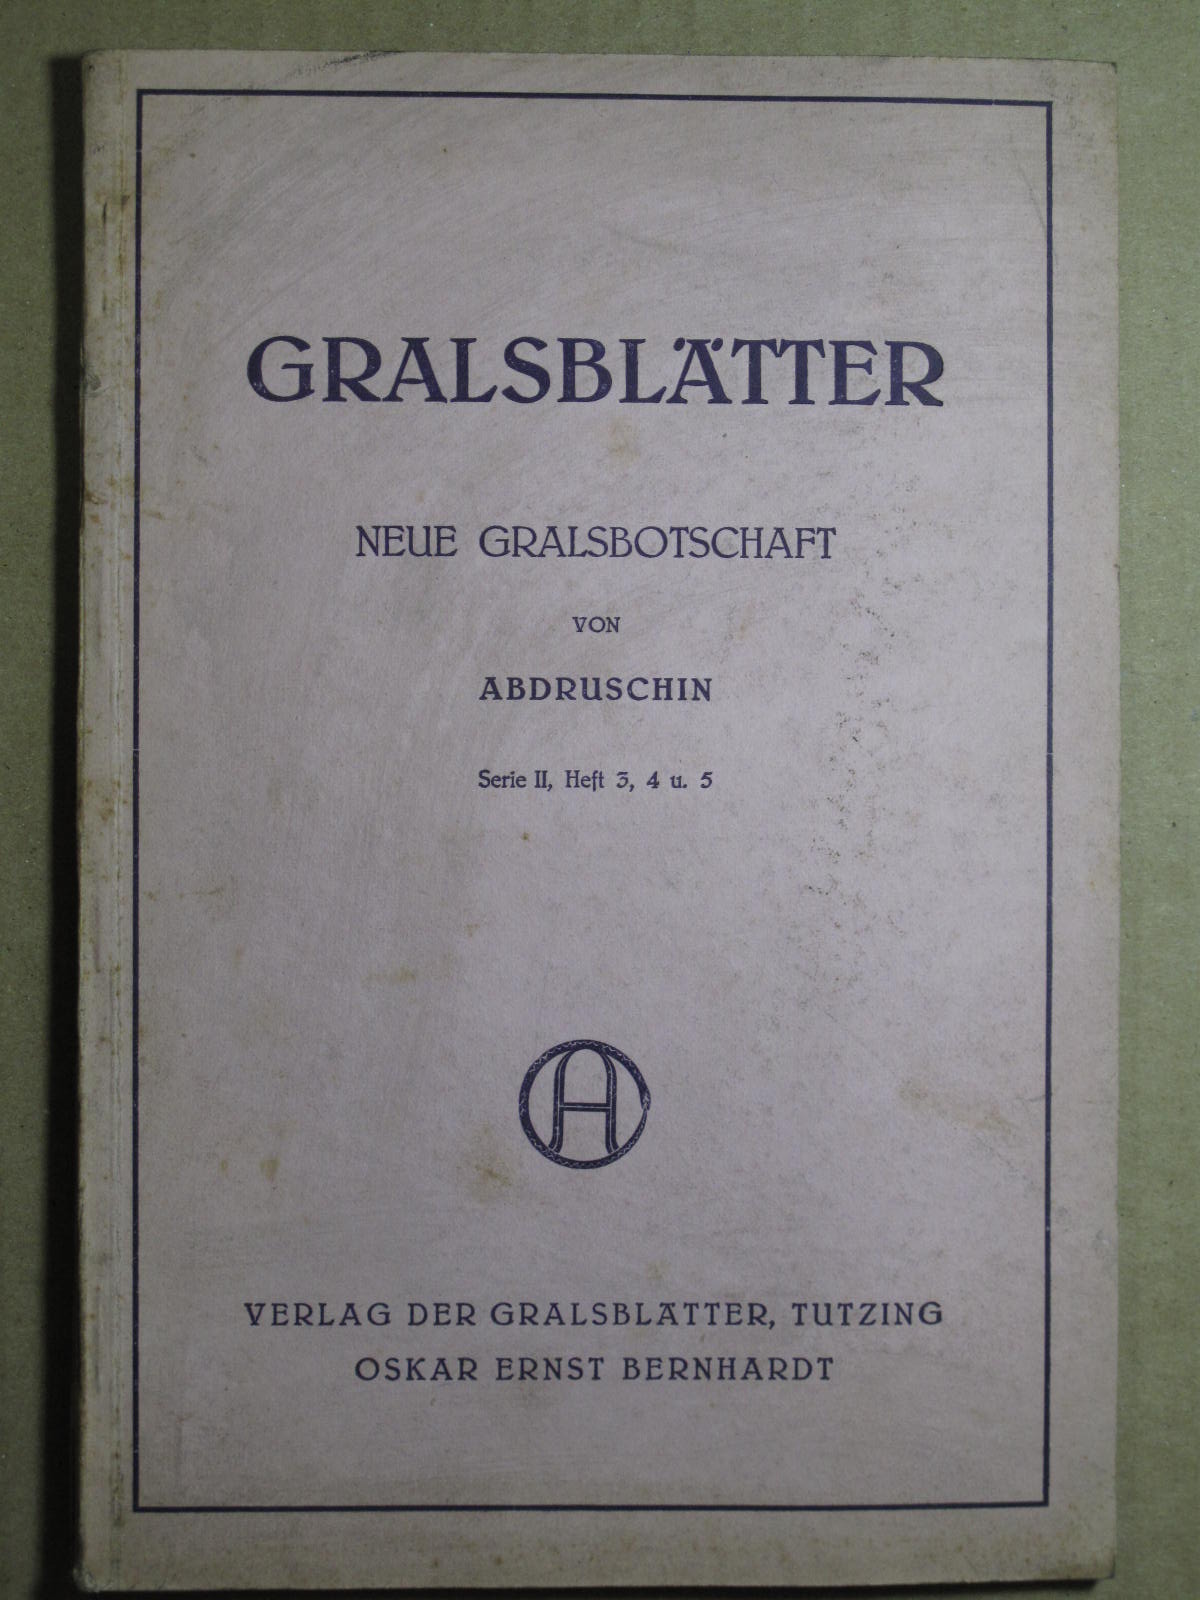 GRALSBLÄTTER
NEUE GRALSBOTSCHAFT
VON
ABDRUSCHIN
Serie II, Heft 3, 4 u. 5
A
VERLAG DER GRALSBLÄTTER, TUTZING
OSKAR ERNST BERNHARDT